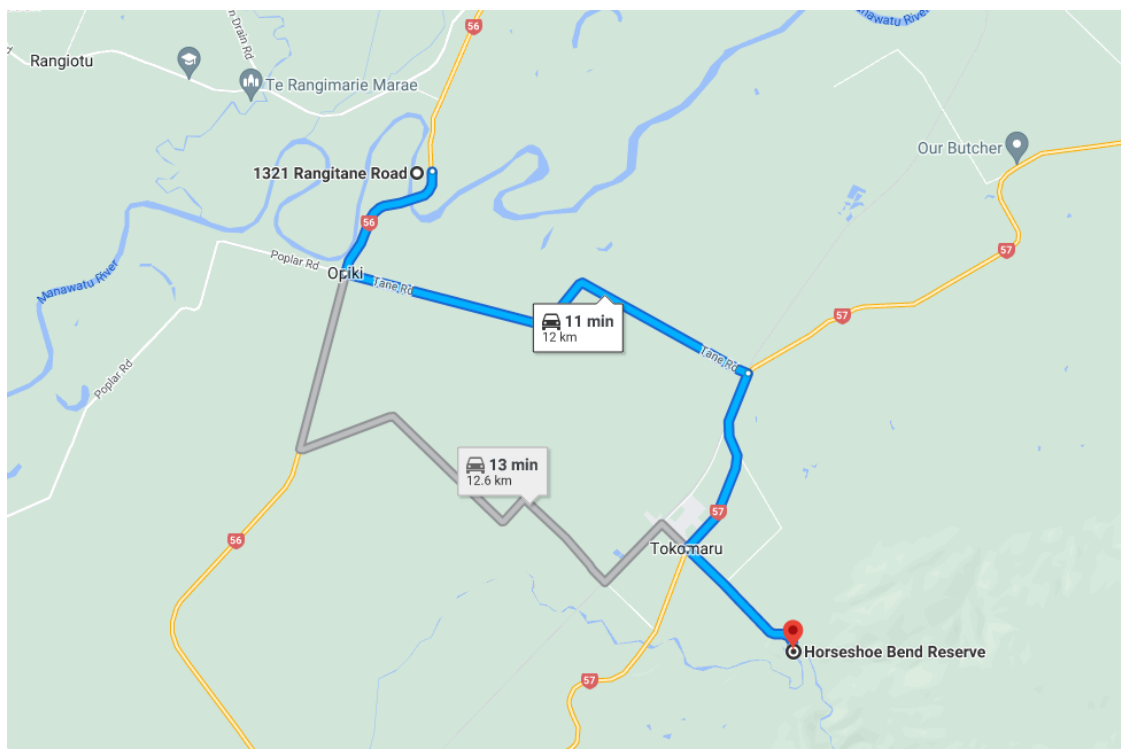 56
Manawatu River
n Drain Rd
Rangiotu
Te Rangimarie Marae
Our Butcher
1321 Rangitane Road
56
57
Poplar Rd
Opiki
Tane Rd
Manawatu River
11 min
12 km
57
Tane Rd
Poplar Rd
13 min
12.6 km
57
56
Tokomaru
Horseshoe Bend Reserve
57